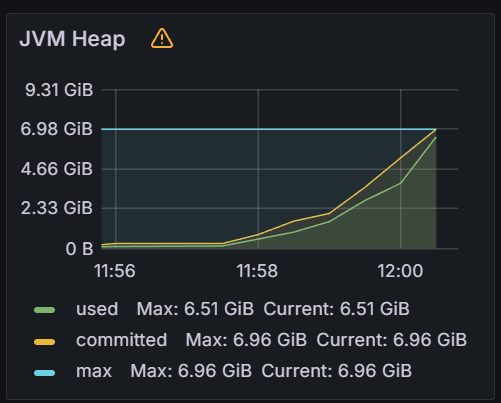 JVM Heap
9.31 GiB
6.98 GiB
4.66 GiB
2.33 GiB
0 B
11:56 11:58 12:00
used Max: 6.51 GiB Current: 6.51 GiB
committed Max: 6.96 GiB Current: 6.96 GiB
max Max: 6.96 GiB Current: 6.96 GiB